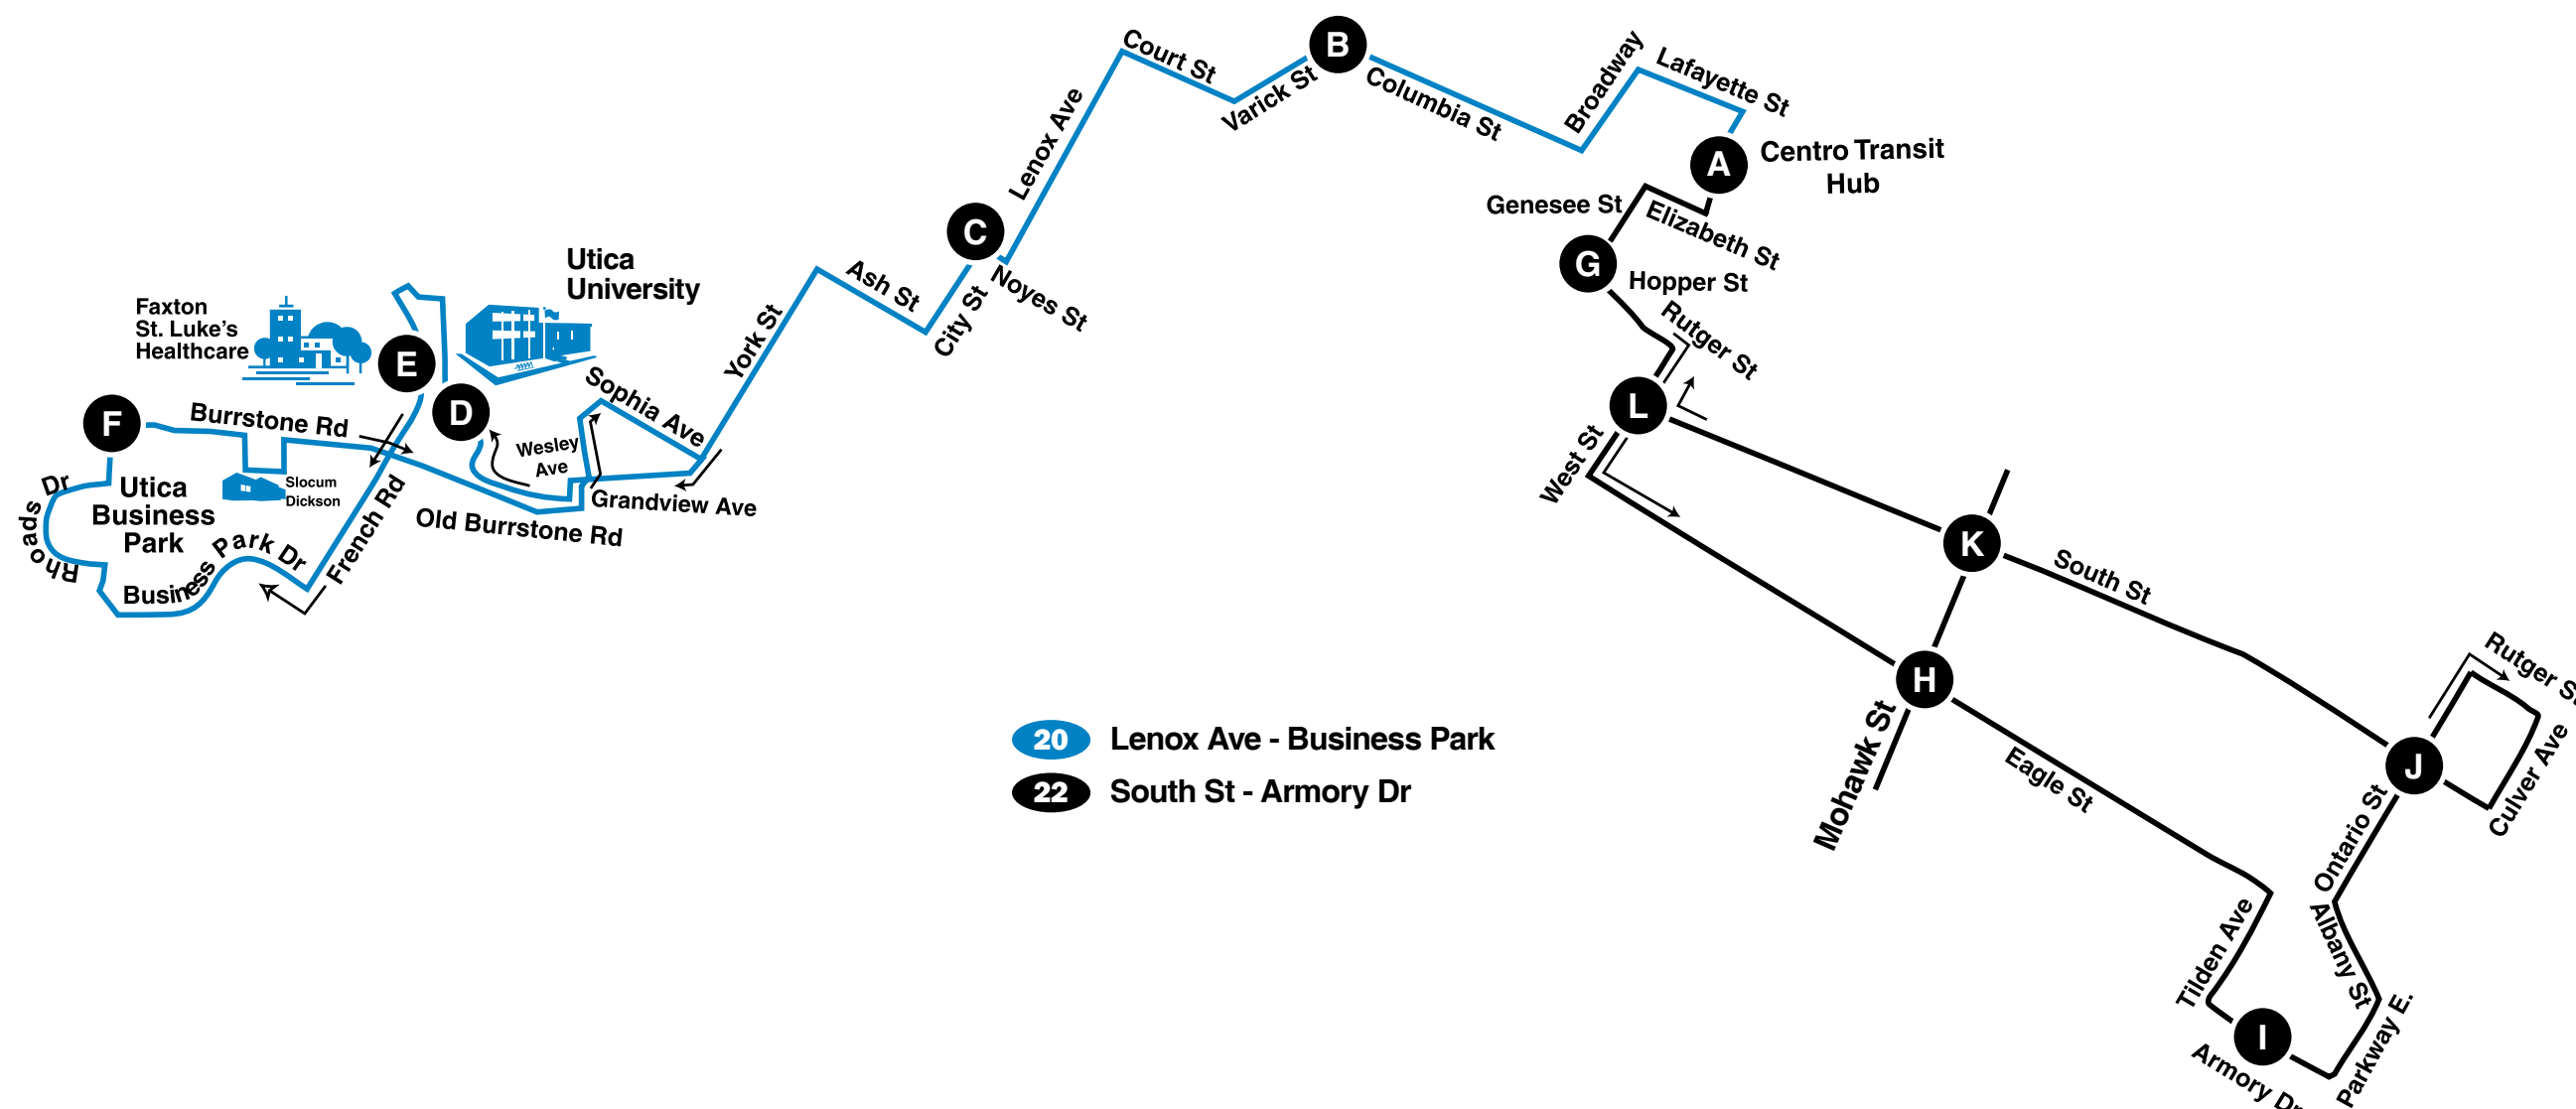 B
Court St
Varick St
Columbia St
Broadway
Lafayette St
A
Centro Transit
Hub
Lenox Ave
Genesee St
Elizabeth St
C
Noyes St
City St
Ash St
York St
G
Hopper St
Rutger St
L
West St
Utica
University
Faxton
St. Luke's
Healthcare
E
D
F
Burrstone Rd
Sophia Ave
Wesley
Ave
Grandview Ave
Old Burrstone Rd
Slocum
Dickson
Utica
Business
Park
Rhoads Dr
Business Park Dr
French Rd
K
South St
H
Mohawk St
Eagle St
J
Rutger S
Culver Ave
Ontario St
Albany St
Tilden Ave
I
Armory Dr
Parkway E.
20 Lenox Ave - Business Park
22 South St - Armory Dr